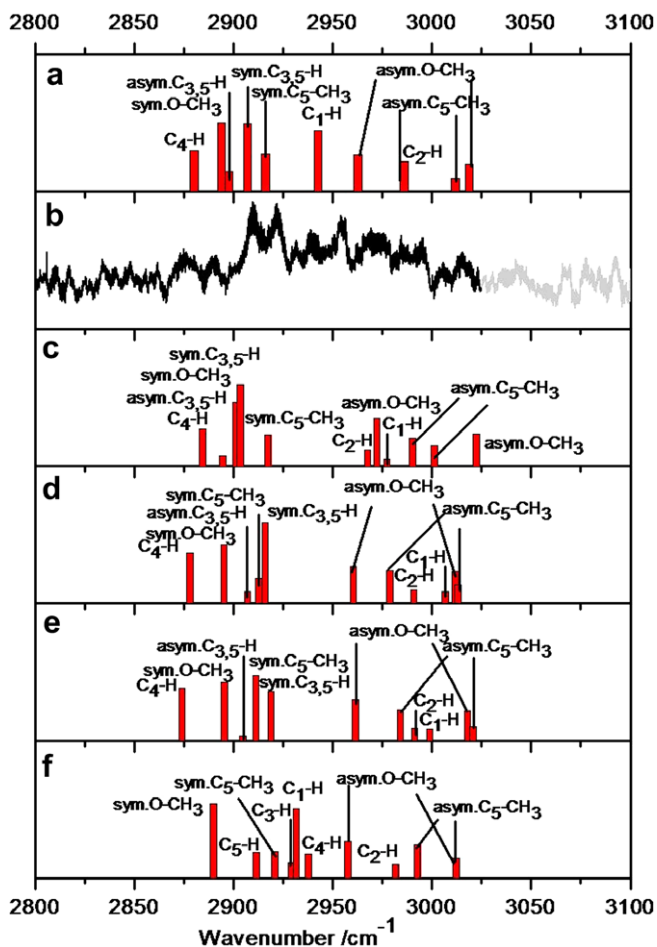 2800 2850 2900 2950 3000 3050 3100
a
sym.C3,5-H
asym.O-CH3
asym.C3,5-H
sym.O-CH3
sym.C5-CH3
asym.C5-CH3
C1-H
C4-H
C2-H
b
c
sym.C3,5-H
sym.O-CH3
asym.C3,5-H
asym.O-CH3
asym.C5-CH3
C4-H
sym.C5-CH3
C1-H
C2-H
asym.O-CH3
d
sym.C5-CH3
asym.O-CH3
asym.C3,5-H
sym.C3,5-H
asym.C5-CH3
sym.O-CH3
C4-H
C1-H
C2-H
e
asym.C3,5-H
asym.O-CH3
asym.C5-CH3
sym.O-CH3
sym.C5-CH3
C4-H
sym.C3,5-H
C2-H
C1-H
f
sym.C5-CH3
C1-H
asym.O-CH3
sym.O-CH3
C3-H
asym.C5-CH3
C5-H
C4-H
C2-H
2800 2850 2900 2950 3000 3050 3100
Wavenumber /cm-1